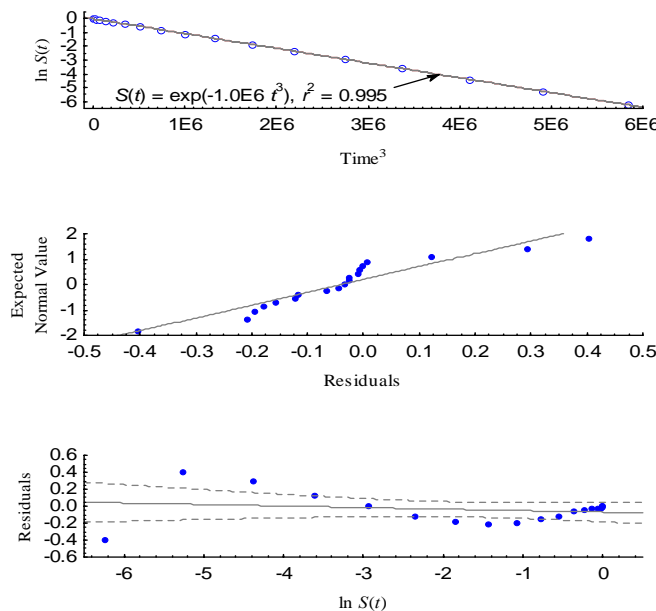 0
-1
-2
-3
-4
-5
-6
ln S(t)
S(t) = exp(-1.0E6 t³), r² = 0.995
0 1E6 2E6 3E6 4E6 5E6 6E6
Time³
2
1
0
-1
-2
Expected
Normal Value
-0.5 -0.4 -0.3 -0.2 -0.1 0.0 0.1 0.2 0.3 0.4 0.5
Residuals
0.6
0.4
0.2
0.0
-0.2
-0.4
-0.6
Residuals
-6 -5 -4 -3 -2 -1 0
ln S(t)